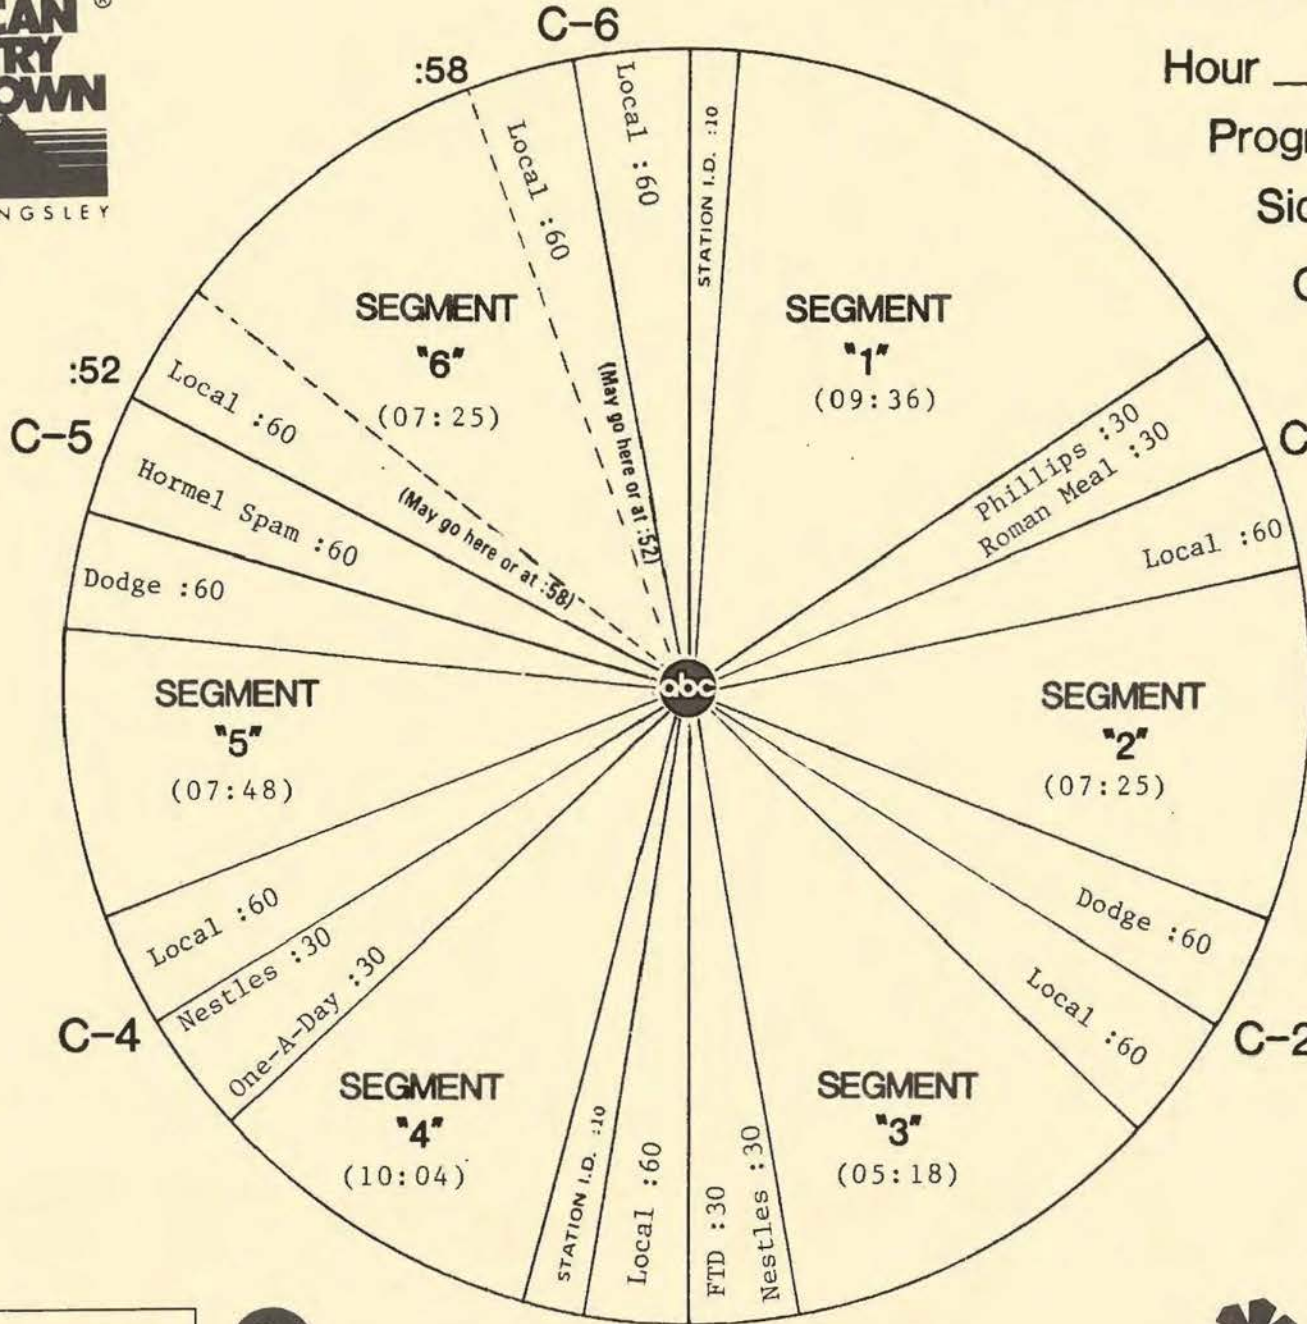 C-6
:58
Hour
NGSLEY
Local :60
Local :60
STATION I.D. :10
SEGMENT
"6"
(07:25)
(May go here or at :52)
SEGMENT
"1"
(09:36)
:52
C-5
Local :60
(May go here or at :58)
Hormel Spam :60
Dodge :60
Phillips :30
Roman Meal :30
Local :60
abc
SEGMENT
"5"
(07:48)
SEGMENT
"2"
(07:25)
Local :60
Nestles :30
One-A-Day :30
C-4
Dodge :60
Local :60
C-2
SEGMENT
"4"
(10:04)
STATION I.D. :10
Local :60
FTD :30
Nestles :30
SEGMENT
"3"
(05:18)